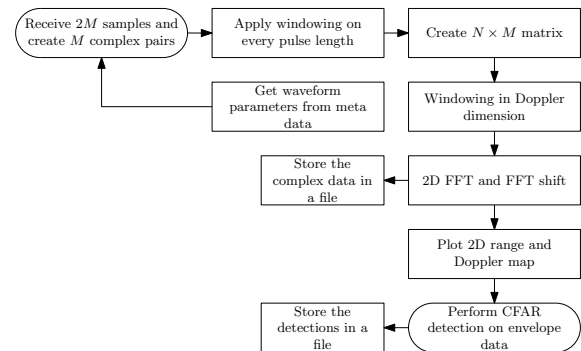 Receive 2M samples and
create M complex pairs
Apply windowing on
every pulse length
Create N × M matrix
Get waveform
parameters from meta
data
Windowing in Doppler
dimension
Store the
complex data in
a file
2D FFT and FFT shift
Plot 2D range and
Doppler map
Store the
detections in a
file
Perform CFAR
detection on envelope
data